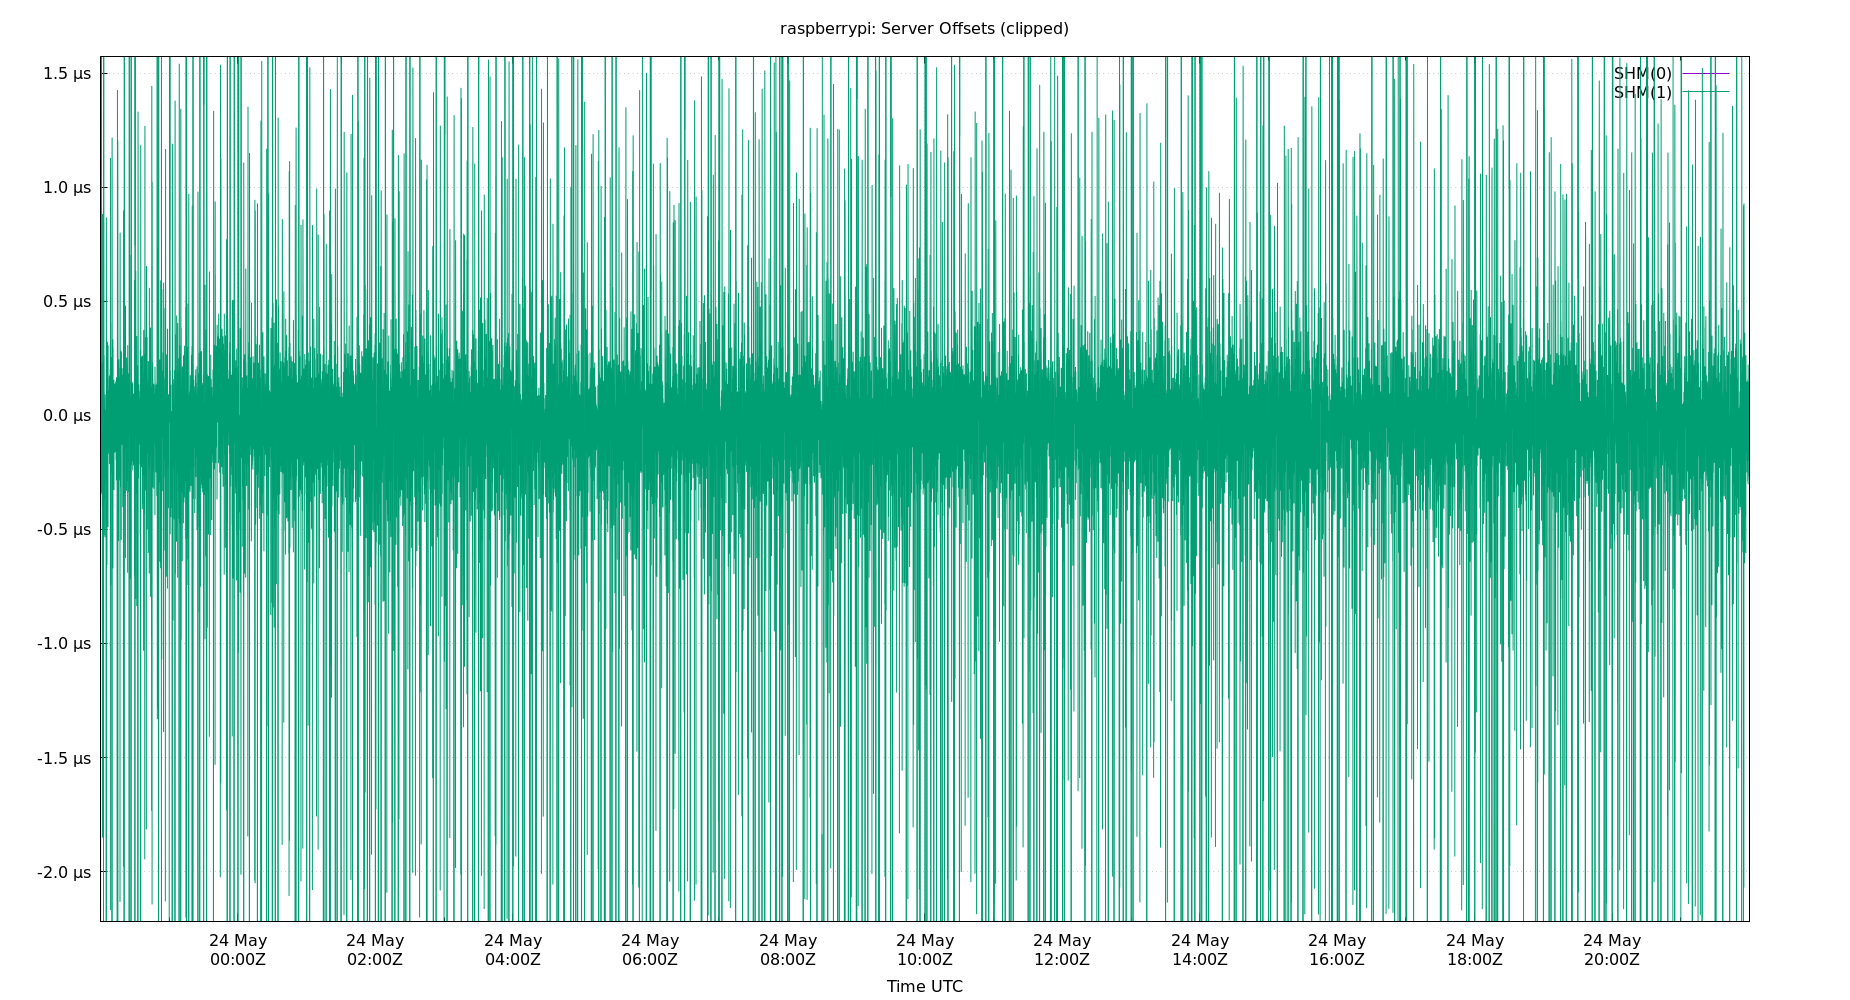 raspberrypi: Server Offsets (clipped)
SHM(0)
SHM(1)
1.5 µs
1.0 µs
0.5 µs
0.0 µs
-0.5 µs
-1.0 µs
-1.5 µs
-2.0 µs
24 May 24 May 24 May 24 May 24 May 24 May 24 May 24 May 24 May 24 May 24 May
00:00Z 02:00Z 04:00Z 06:00Z 08:00Z 10:00Z 12:00Z 14:00Z 16:00Z 18:00Z 20:00Z
Time UTC